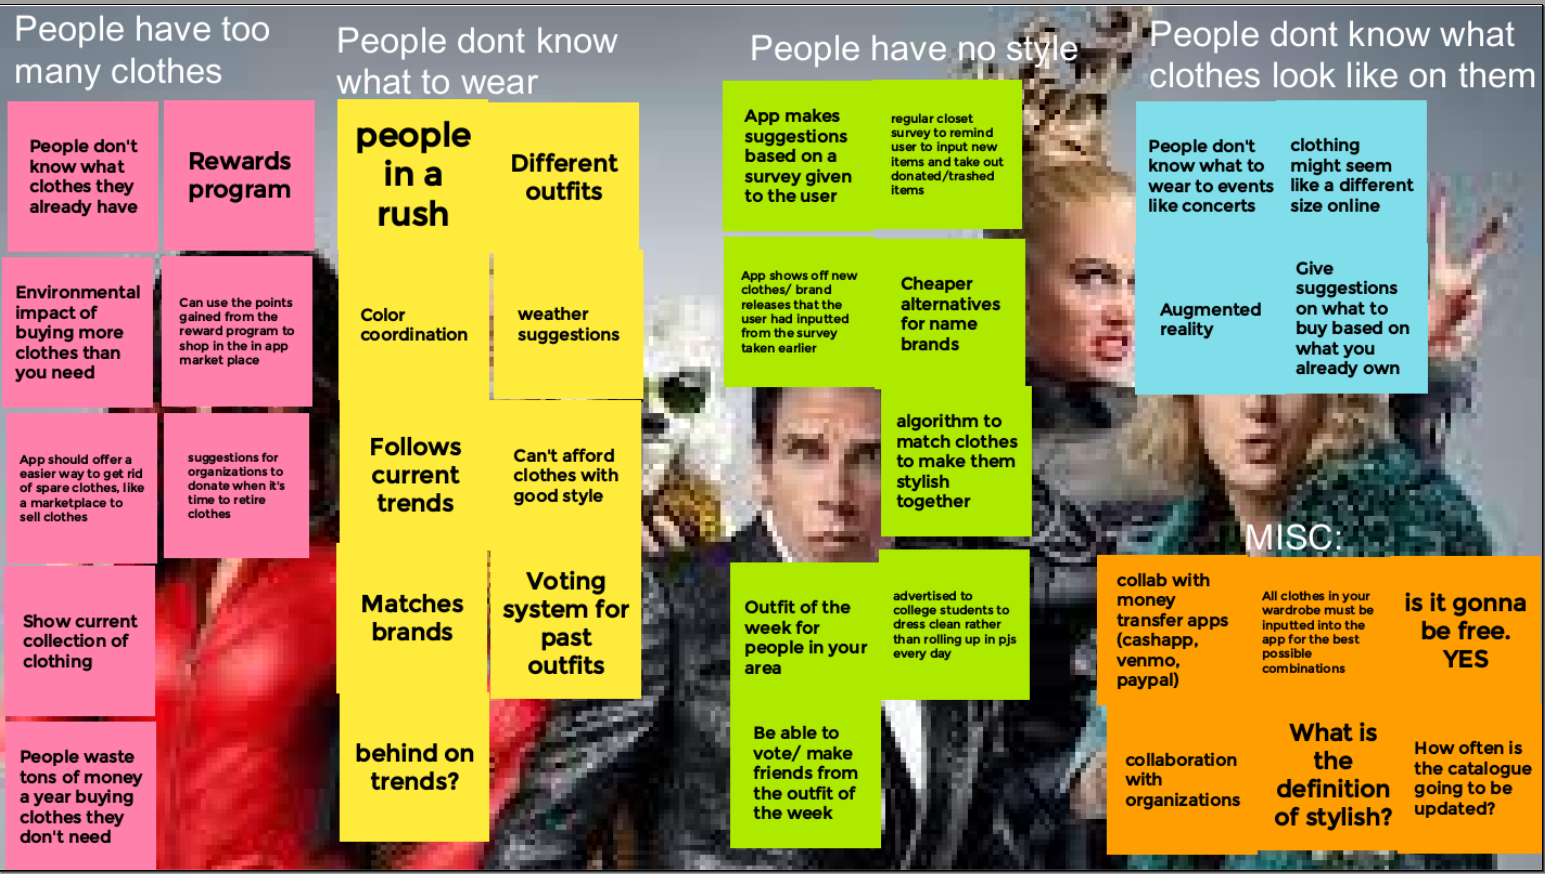 People have too
many clothes
People don't
know what
clothes they
already have
Rewards
program
Environmental
impact of
buying more
clothes than
you need
Can use the points
gained from the
reward program to
shop in the in app
market place
App should offer a
easier way to get rid
of spare clothes, like
a marketplace to
sell clothes
suggestions for
organizations to
donate when it's
time to retire
clothes
Show current
collection of
clothing
People waste
tons of money
a year buying
clothes they
don't need
People dont know
what to wear
people
in a
rush
Different
outfits
Color
coordination
weather
suggestions
Follows
current
trends
Can't afford
clothes with
good style
Matches
brands
Voting
system for
past
outfits
behind on
trends?
People have no style
App makes
suggestions
based on a
survey given
to the user
regular closet
survey to remind
user to input new
items and take out
donated/trashed
items
App shows off new
clothes/ brand
releases that the
user had inputted
from the survey
taken earlier
Cheaper
alternatives
for name
brands
algorithm to
match clothes
to make them
stylish
together
Outfit of the
week for
people in your
area
advertised to
college students to
dress clean rather
than rolling up in pjs
every day
Be able to
vote/ make
friends from
the outfit of
the week
People dont know what
clothes look like on them
People don't
know what to
wear to events
like concerts
clothing
might seem
like a different
size online
Augmented
reality
Give
suggestions
on what to
buy based on
what you
already own
MISC:
collab with
money
transfer apps
(cashapp,
venmo,
paypal)
All clothes in your
wardrobe must be
inputted into the
app for the best
possible
combinations
is it gonna
be free.
YES
collaboration
with
organizations
What is
the
definition
of stylish?
How often is
the catalogue
going to be
updated?